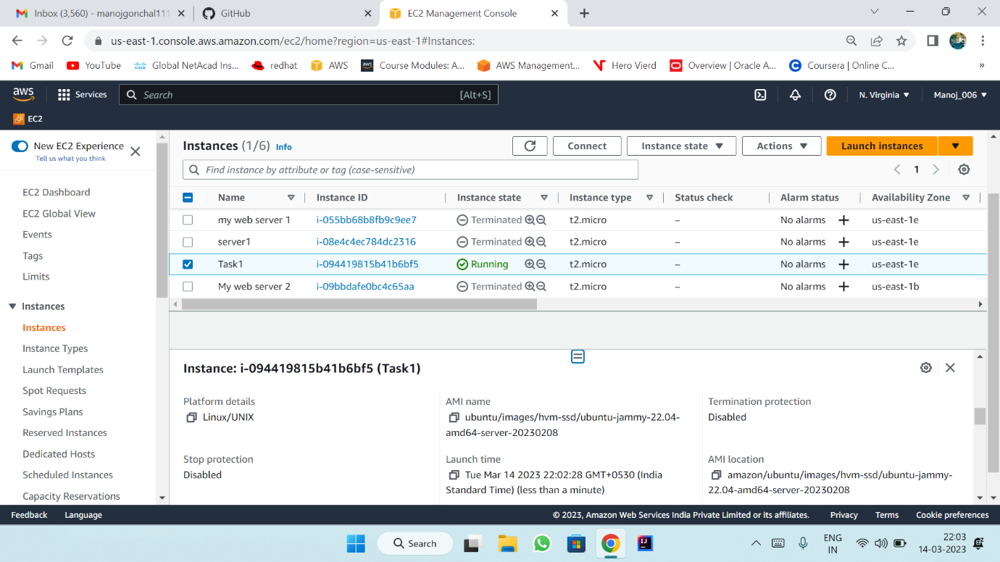 Inbox (3,560) - manojgonchal111
GitHub
EC2 Management Console
us-east-1.console.aws.amazon.com/ec2/home?region=us-east-1#Instances:
Gmail
YouTube
Global NetAcad Ins...
redhat
AWS
Course Modules: A...
AWS Management...
Hero Vierd
Overview | Oracle A...
Coursera | Online C...
»
aws
Services
Search
[Alt+S]
N. Virginia
Manoj_006
EC2
New EC2 Experience
Tell us what you think
EC2 Dashboard
EC2 Global View
Events
Tags
Limits
Instances
Instances
Instance Types
Launch Templates
Spot Requests
Savings Plans
Reserved Instances
Dedicated Hosts
Scheduled Instances
Capacity Reservations
Instances (1/6) Info
Connect
Instance state
Actions
Launch instances
Find instance by attribute or tag (case-sensitive)
1
Name Instance ID Instance state Instance type Status check Alarm status Availability Zone
my web server 1 i-055bb68b8fb9c9ee7 Terminated t2.micro – No alarms + us-east-1e
server1 i-08e4c4ec784dc2316 Terminated t2.micro – No alarms + us-east-1e
Task1 i-094419815b41b6bf5 Running t2.micro – No alarms + us-east-1e
My web server 2 i-09bbdafe0bc4c65aa Terminated t2.micro – No alarms + us-east-1b
Instance: i-094419815b41b6bf5 (Task1)
Platform details
Linux/UNIX
AMI name
ubuntu/images/hvm-ssd/ubuntu-jammy-22.04-
amd64-server-20230208
Termination protection
Disabled
Stop protection
Disabled
Launch time
Tue Mar 14 2023 22:02:28 GMT+0530 (India
Standard Time) (less than a minute)
AMI location
amazon/ubuntu/images/hvm-ssd/ubuntu-jammy-
22.04-amd64-server-20230208
Feedback
Language
© 2023, Amazon Web Services India Private Limited or its affiliates.
Privacy
Terms
Cookie preferences
Search
IJ
ENG
IN
22:03
14-03-2023